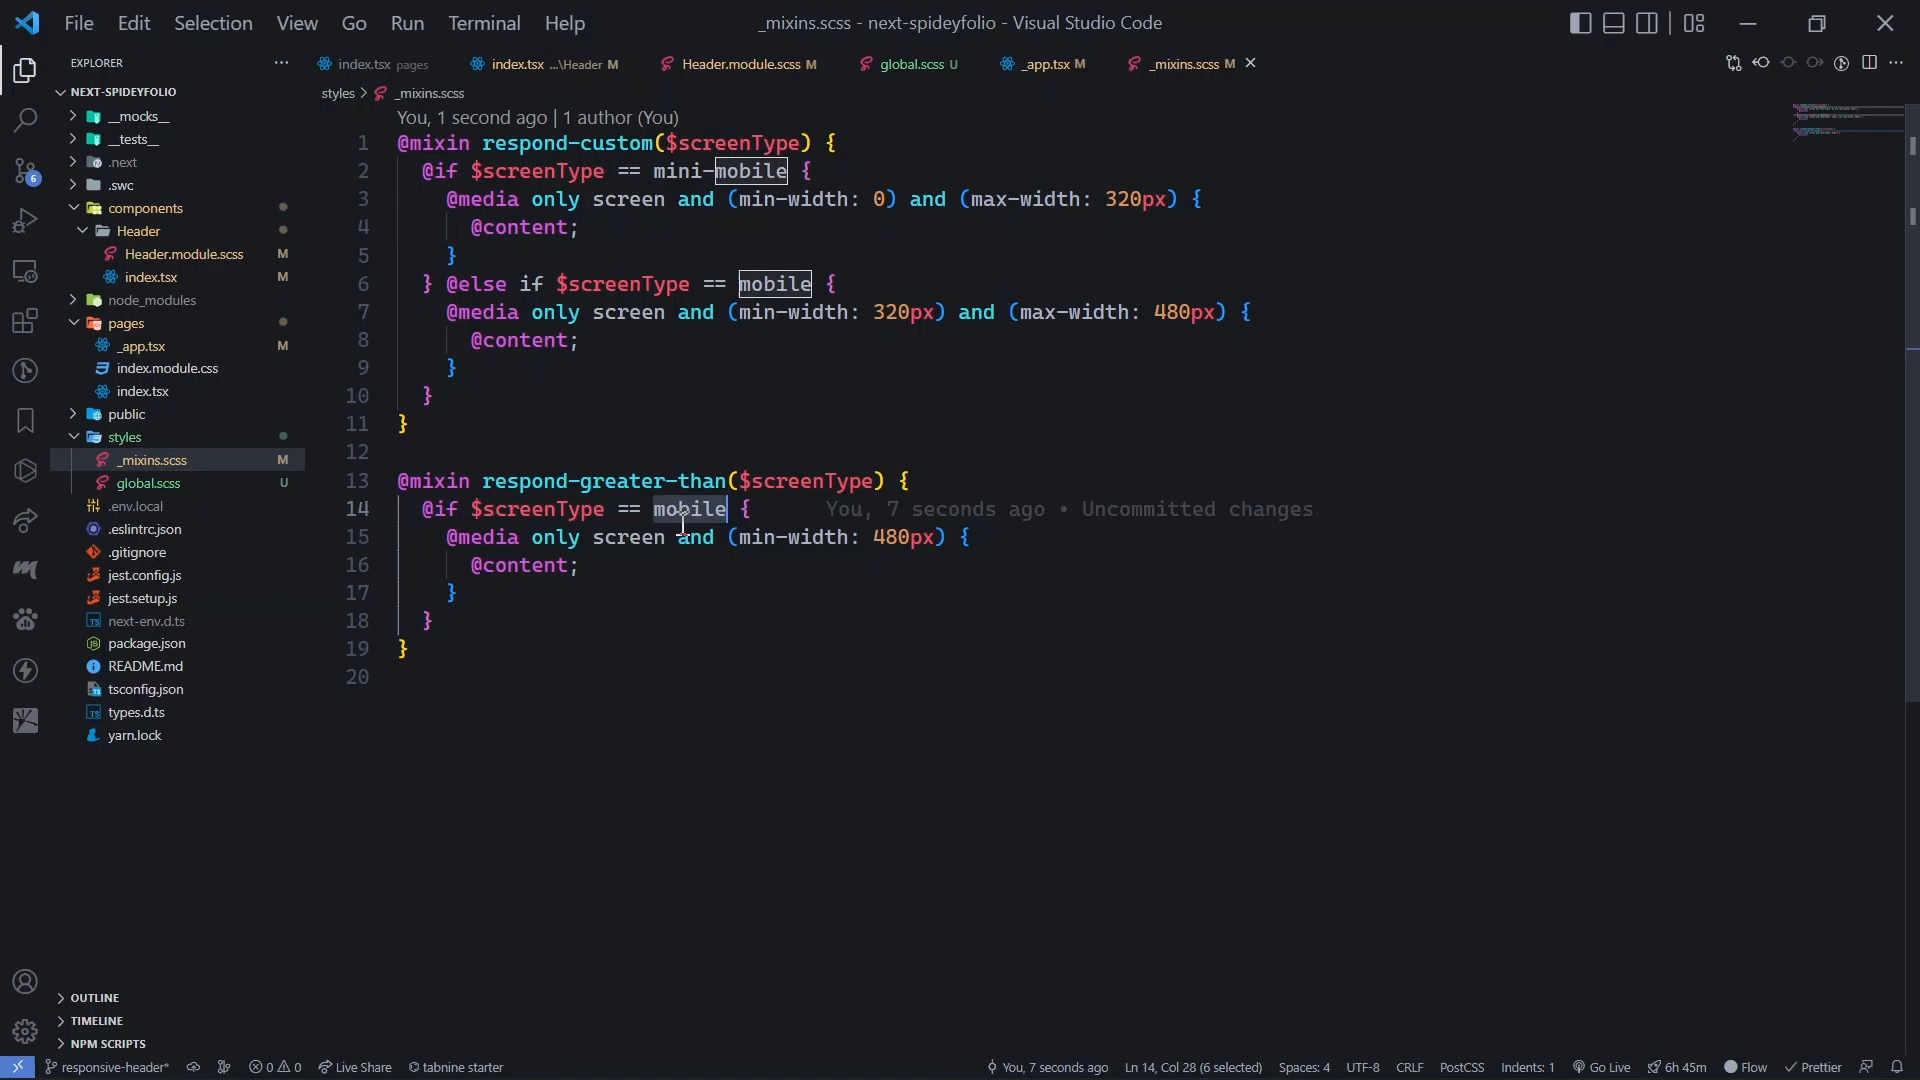 File Edit Selection View Go Run Terminal Help _mixins.scss - next-spideyfolio - Visual Studio Code
EXPLORER
index.tsx pages index.tsx ...\Header M Header.module.scss M global.scss U _app.tsx M _mixins.scss M
NEXT-SPIDEYFOLIO
__mocks__
__tests__
.next
.swc
components
Header
Header.module.scss M
index.tsx M
node_modules
pages
_app.tsx M
index.module.css
index.tsx
public
styles
_mixins.scss M
global.scss U
.env.local
.eslintrc.json
.gitignore
jest.config.js
jest.setup.js
next-env.d.ts
package.json
README.md
tsconfig.json
types.d.ts
yarn.lock
OUTLINE
TIMELINE
NPM SCRIPTS
6
styles > _mixins.scss
You, 1 second ago | 1 author (You)
1 @mixin respond-custom($screenType) {
2 @if $screenType == mini-mobile {
3 @media only screen and (min-width: 0) and (max-width: 320px) {
4 @content;
5 }
6 } @else if $screenType == mobile {
7 @media only screen and (min-width: 320px) and (max-width: 480px) {
8 @content;
9 }
10 }
11 }
12
13 @mixin respond-greater-than($screenType) {
14 @if $screenType == mobile { You, 7 seconds ago • Uncommitted changes
15 @media only screen and (min-width: 480px) {
16 @content;
17 }
18 }
19 }
20
responsive-header* 0 0 Live Share tabnine starter You, 7 seconds ago Ln 14, Col 28 (6 selected) Spaces: 4 UTF-8 CRLF PostCSS Indents: 1 Go Live 6h 45m Flow Prettier